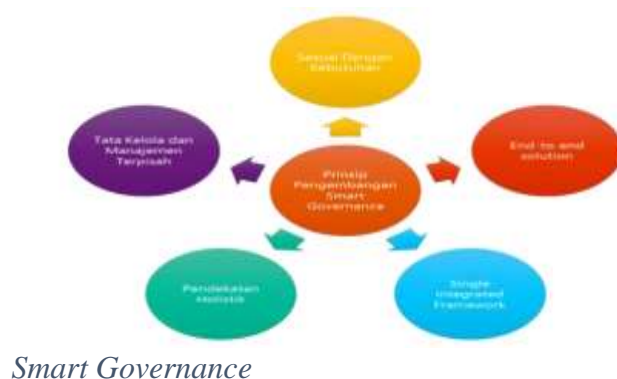 Sesuai Dengan
Kebutuhan
Tata Kelola dan
Manajemen
Terpisah
End to end
solution
Prinsip
Pengembangan
Smart
Governance
Pendekatan
Holistik
Single
Integrated
Framework
Smart Governance